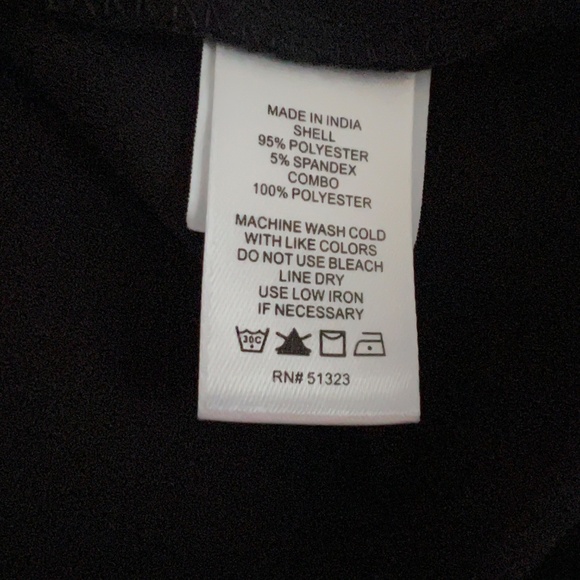 MADE IN INDIA
SHELL
95% POLYESTER
5% SPANDEX
COMBO
100% POLYESTER
MACHINE WASH COLD
WITH LIKE COLORS
DO NOT USE BLEACH
LINE DRY
USE LOW IRON
IF NECESSARY
30C
RN# 51323